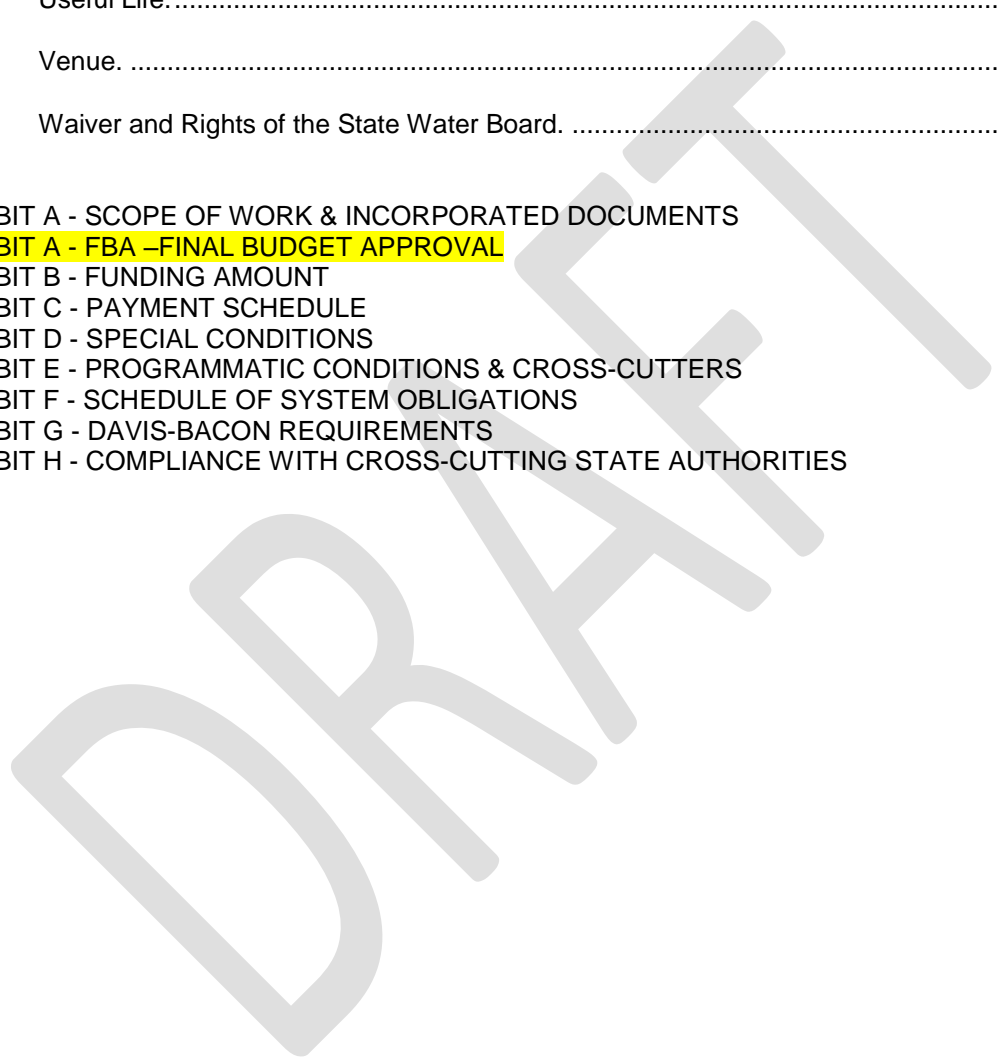 Useful Life. ........................................................................................................................
Venue. ........................................................................................................................
Waiver and Rights of the State Water Board. ............................................................
BIT A - SCOPE OF WORK & INCORPORATED DOCUMENTS
BIT A - FBA –FINAL BUDGET APPROVAL
BIT B - FUNDING AMOUNT
BIT C - PAYMENT SCHEDULE
BIT D - SPECIAL CONDITIONS
BIT E - PROGRAMMATIC CONDITIONS & CROSS-CUTTERS
BIT F - SCHEDULE OF SYSTEM OBLIGATIONS
BIT G - DAVIS-BACON REQUIREMENTS
BIT H - COMPLIANCE WITH CROSS-CUTTING STATE AUTHORITIES
DRAFT